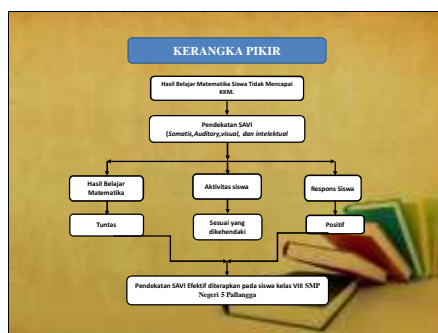 KERANGKA PIKIR
Hasil Belajar Matematika Siswa Tidak Mencapai
KKM.
Pendekatan SAVI
(Somatis,Auditory,visual, dan intelektual
Hasil Belajar
Matematika
Aktivitas siswa
Respons Siswa
Tuntas
Sesuai yang
dikehendaki
Positif
Pendekatan SAVI Efektif diterapkan pada siswa kelas VIII SMP
Negeri 5 Pallangga